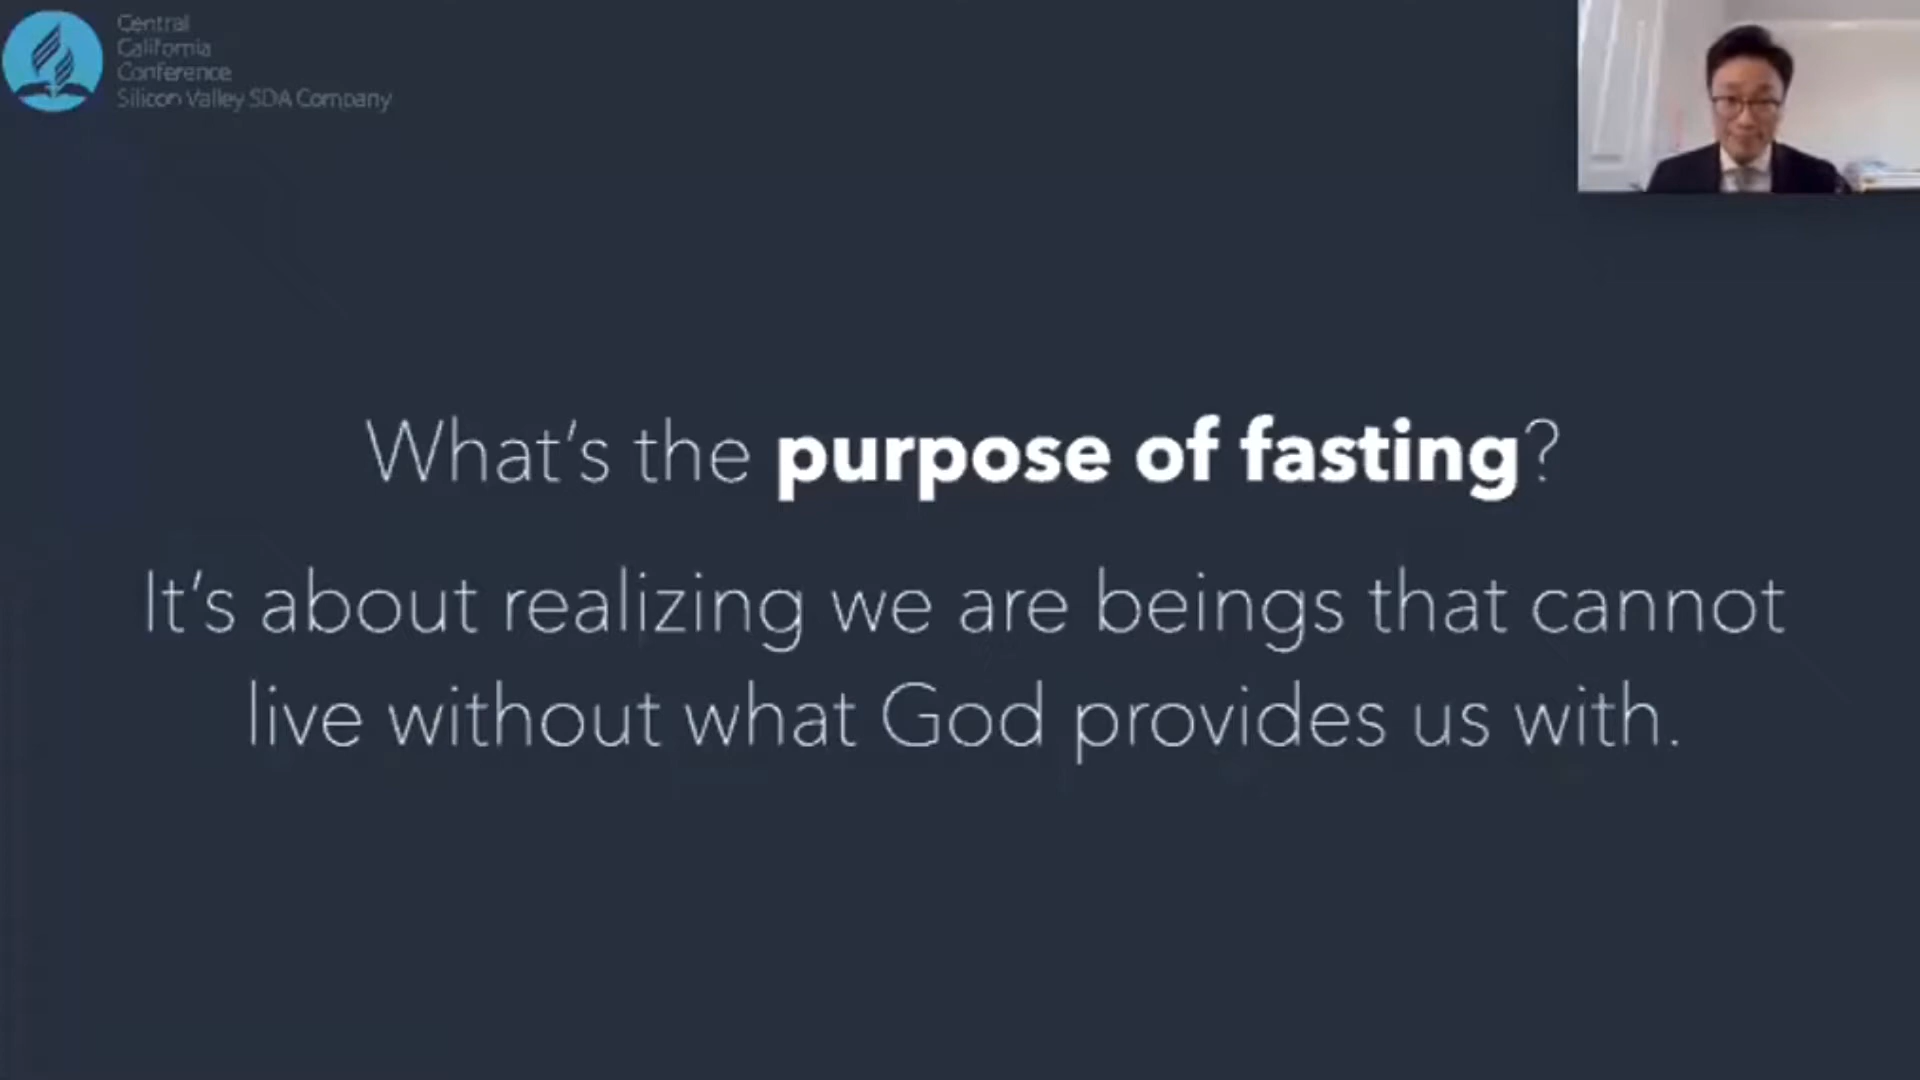 Central
California
Conference
Silicon Valley SDA Company
What's the purpose of fasting?
It's about realizing we are beings that cannot
live without what God provides us with.